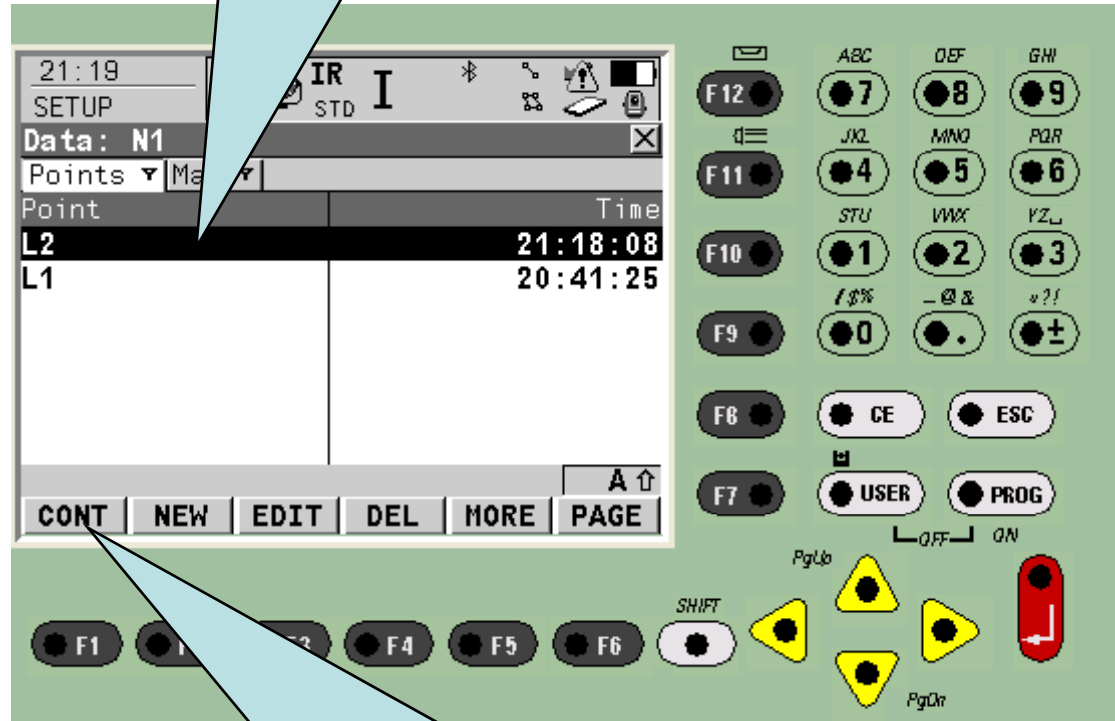 21:19
SETUP
IR
STD
I
Data: N1
Points
Point Time
L2 21:18:08
L1 20:41:25
A
CONT NEW EDIT DEL MORE PAGE
ABC DEF GHI
F12 7 8 9
JKL MNO PQR
F11 4 5 6
STU VWX YZ
F10 1 2 3
/$% _@& *?!
F9 0 . ±
F8 CE ESC
F7 USER PROG
OFF ON
PgUp
SHIFT
F1 F4 F5 F6
PgDn